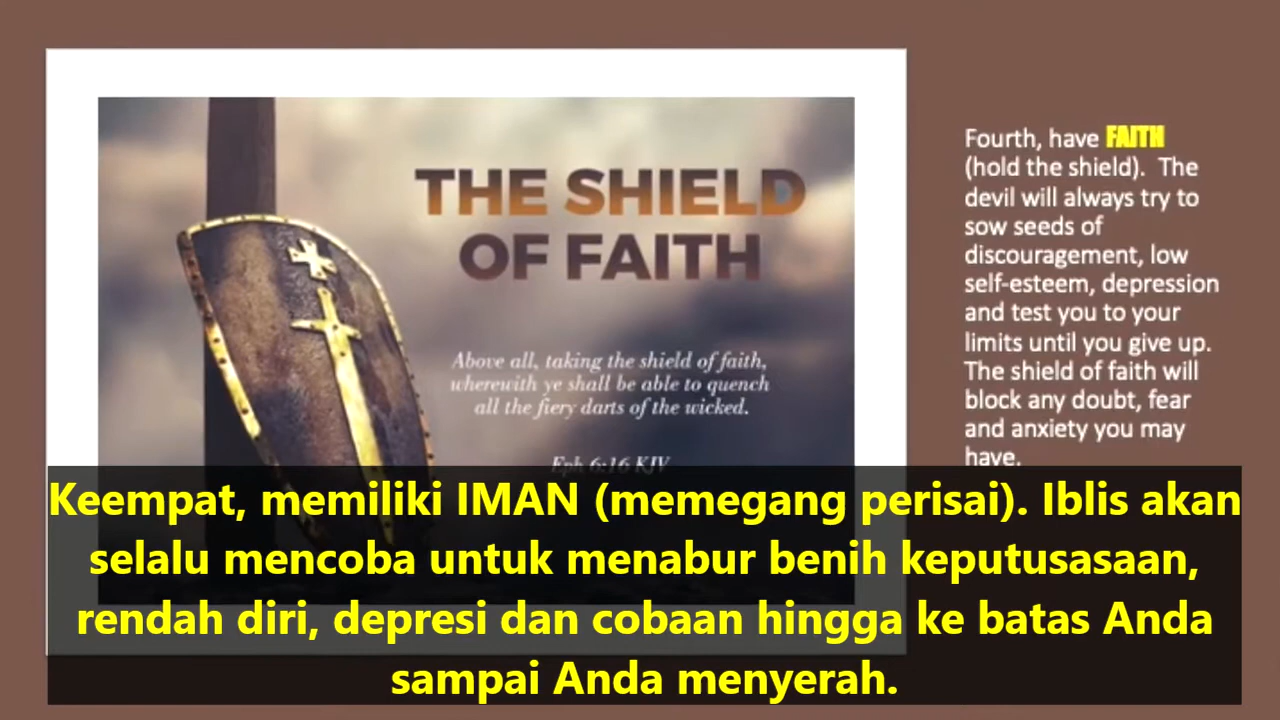 THE SHIELD
OF FAITH
Above all, taking the shield of faith,
wherewith ye shall be able to quench
all the fiery darts of the wicked.
Eph 6:16 KJV
Fourth, have FAITH
(hold the shield). The
devil will always try to
sow seeds of
discouragement, low
self-esteem, depression
and test you to your
limits until you give up.
The shield of faith will
block any doubt, fear
and anxiety you may
have.
Keempat, memiliki IMAN (memegang perisai). Iblis akan
selalu mencoba untuk menabur benih keputusasaan,
rendah diri, depresi dan cobaan hingga ke batas Anda
sampai Anda menyerah.